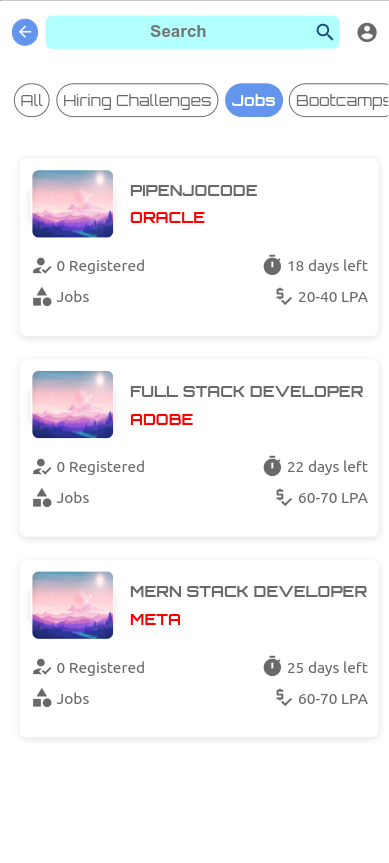 Search
All Hiring Challenges Jobs Bootcamps
PIPENJOCODE
ORACLE
0 Registered 18 days left
Jobs 20-40 LPA
FULL STACK DEVELOPER
ADOBE
0 Registered 22 days left
Jobs 60-70 LPA
MERN STACK DEVELOPER
META
0 Registered 25 days left
Jobs 60-70 LPA